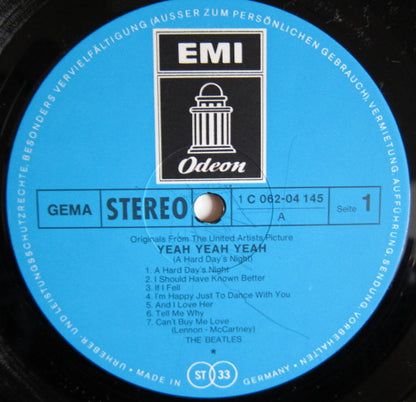 URHEBER- UND LEISTUNGSSCHUTZRECHTE, BESONDERS VERVIELFÄLTIGUNG (AUSSER ZUM PERSÖNLICHEN GEBRAUCH), VERMIETUNG, AUFFÜHRUNG, SENDUNG VORBEHALTEN
EMI
Odeon
GEMA
STEREO
1 C 062-04 145
A
Seite 1
Originals From The United Artists Picture
YEAH YEAH YEAH
(A Hard Day's Night)
1. A Hard Day's Night
2. I Should Have Known Better
3. If I Fell
4. I'm Happy Just To Dance With You
5. And I Love Her
6. Tell Me Why
7. Can't Buy Me Love
(Lennon - McCartney)
THE BEATLES
*
• MADE IN GERMANY •
ST 33